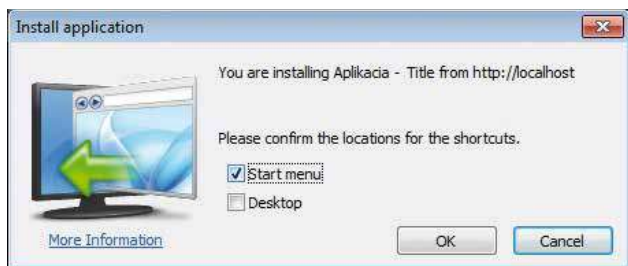 Install application
You are installing Aplikacia - Title from http://localhost
Please confirm the locations for the shortcuts.
Start menu
Desktop
More Information
OK
Cancel